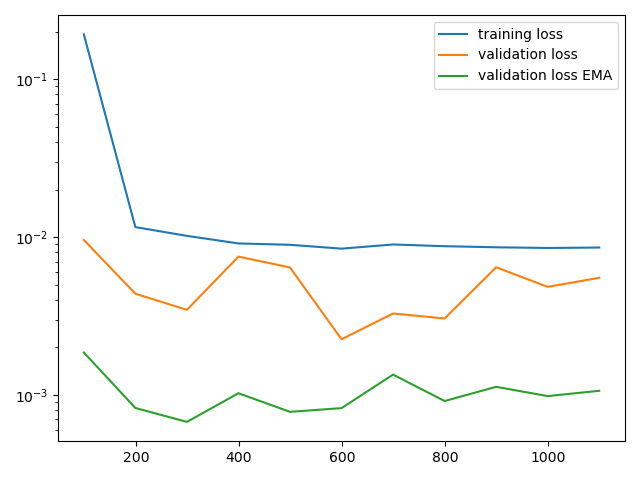 training loss
validation loss
validation loss EMA
10⁻¹
10⁻²
10⁻³
200 400 600 800 1000